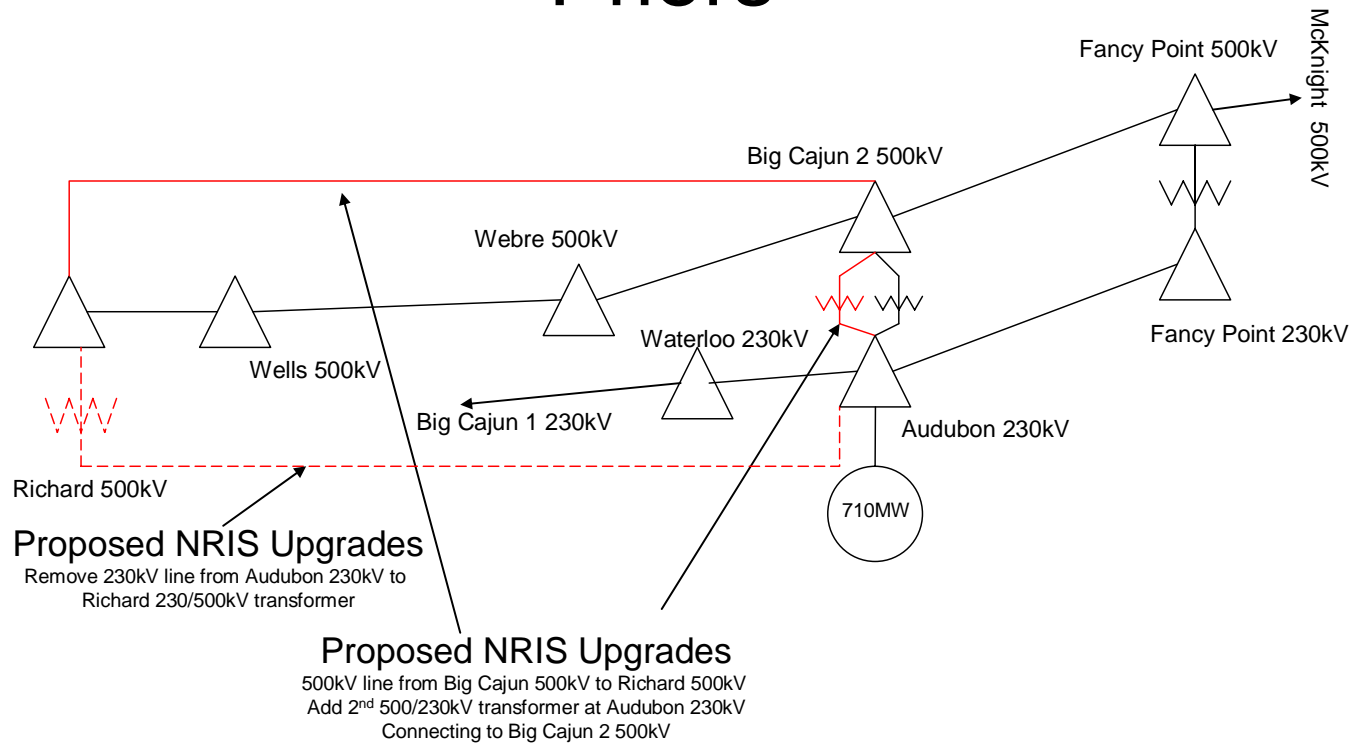 Fancy Point 500kV
McKnight 500kV
Big Cajun 2 500kV
Webre 500kV
Waterloo 230kV
Fancy Point 230kV
Wells 500kV
Big Cajun 1 230kV
Audubon 230kV
Richard 500kV
710MW
Proposed NRIS Upgrades
Remove 230kV line from Audubon 230kV to
Richard 230/500kV transformer
Proposed NRIS Upgrades
500kV line from Big Cajun 500kV to Richard 500kV
Add 2nd 500/230kV transformer at Audubon 230kV
Connecting to Big Cajun 2 500kV